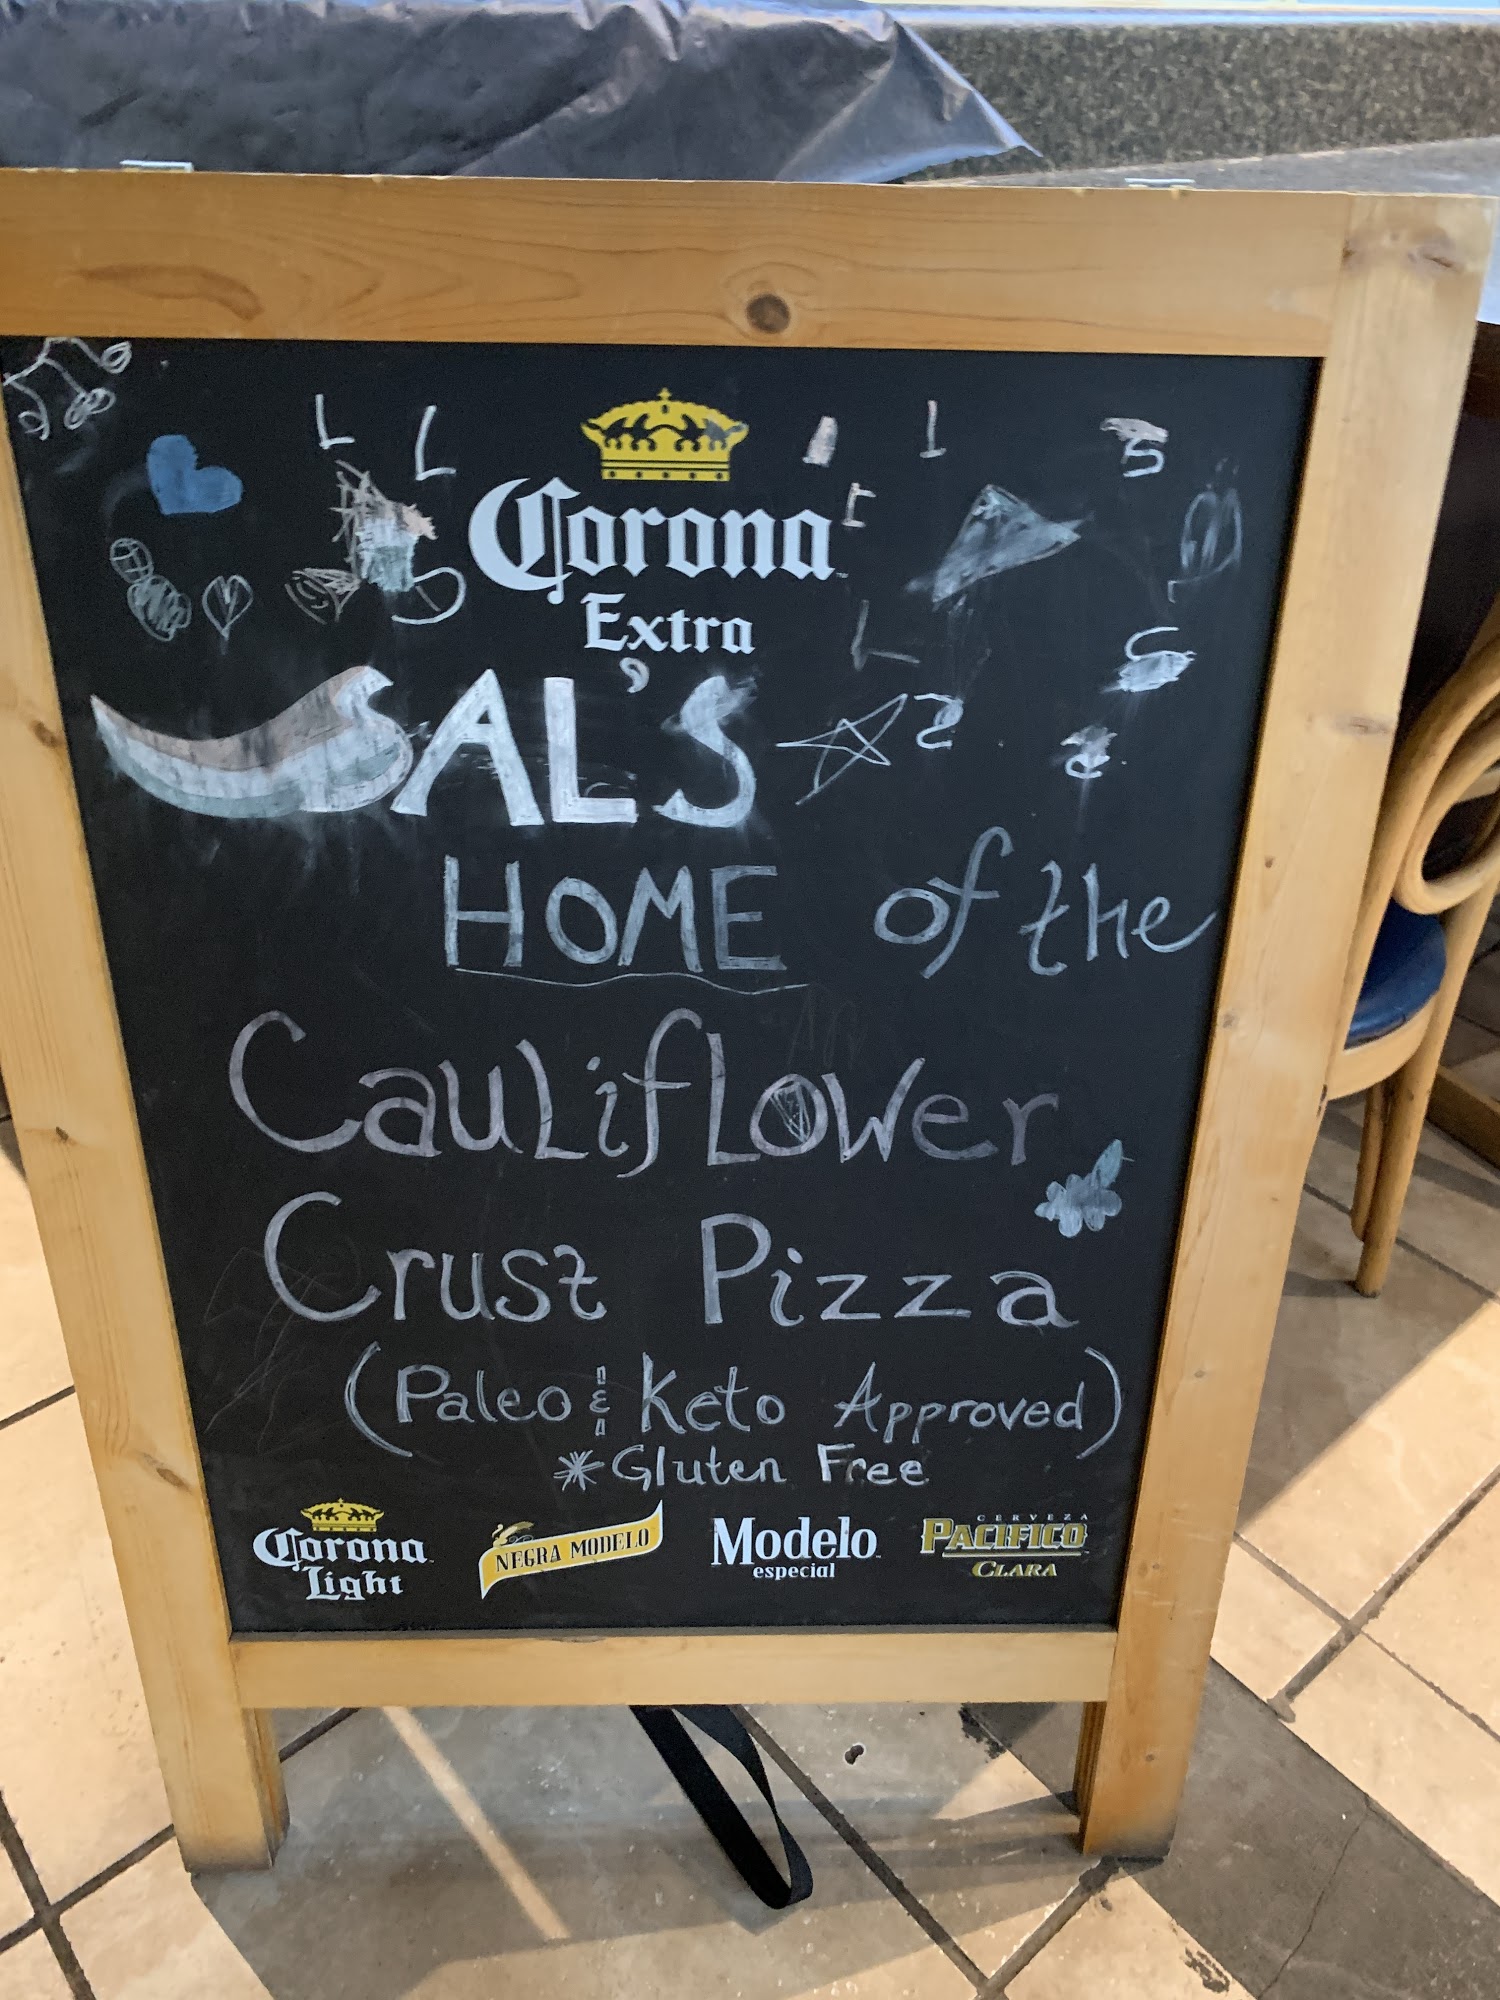 Corona
Extra
SAL'S
HOME of the
Cauliflower
Crust Pizza
(Paleo & Keto Approved)
*Gluten Free
Corona
Light
NEGRA MODELO
Modelo
especial
CERVEZA
PACIFICO
CLARA